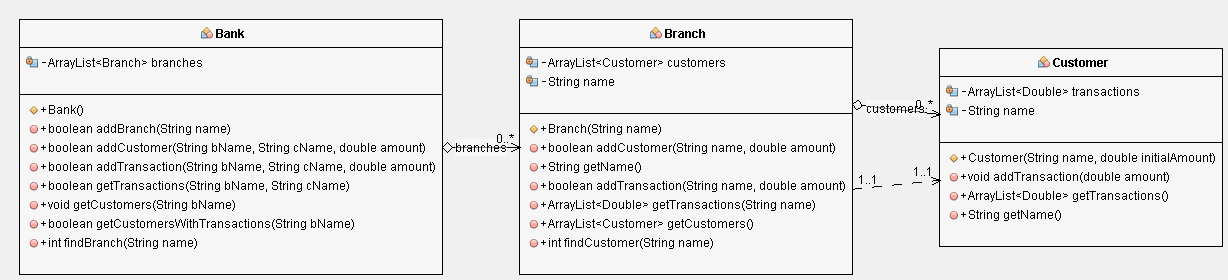 Bank
-ArrayList<Branch> branches
+Bank()
+boolean addBranch(String name)
+boolean addCustomer(String bName, String cName, double amount)
+boolean addTransaction(String bName, String cName, double amount)
+boolean getTransactions(String bName, String cName)
+void getCustomers(String bName)
+boolean getCustomersWithTransactions(String bName)
+int findBranch(String name)
branches
0..*
Branch
-ArrayList<Customer> customers
-String name
+Branch(String name)
+boolean addCustomer(String name, double amount)
+String getName()
+boolean addTransaction(String name, double amount)
+ArrayList<Double> getTransactions(String name)
+ArrayList<Customer> getCustomers()
+int findCustomer(String name)
customers
0..*
1..1
1..1
Customer
-ArrayList<Double> transactions
-String name
+Customer(String name, double initialAmount)
+void addTransaction(double amount)
+ArrayList<Double> getTransactions()
+String getName()